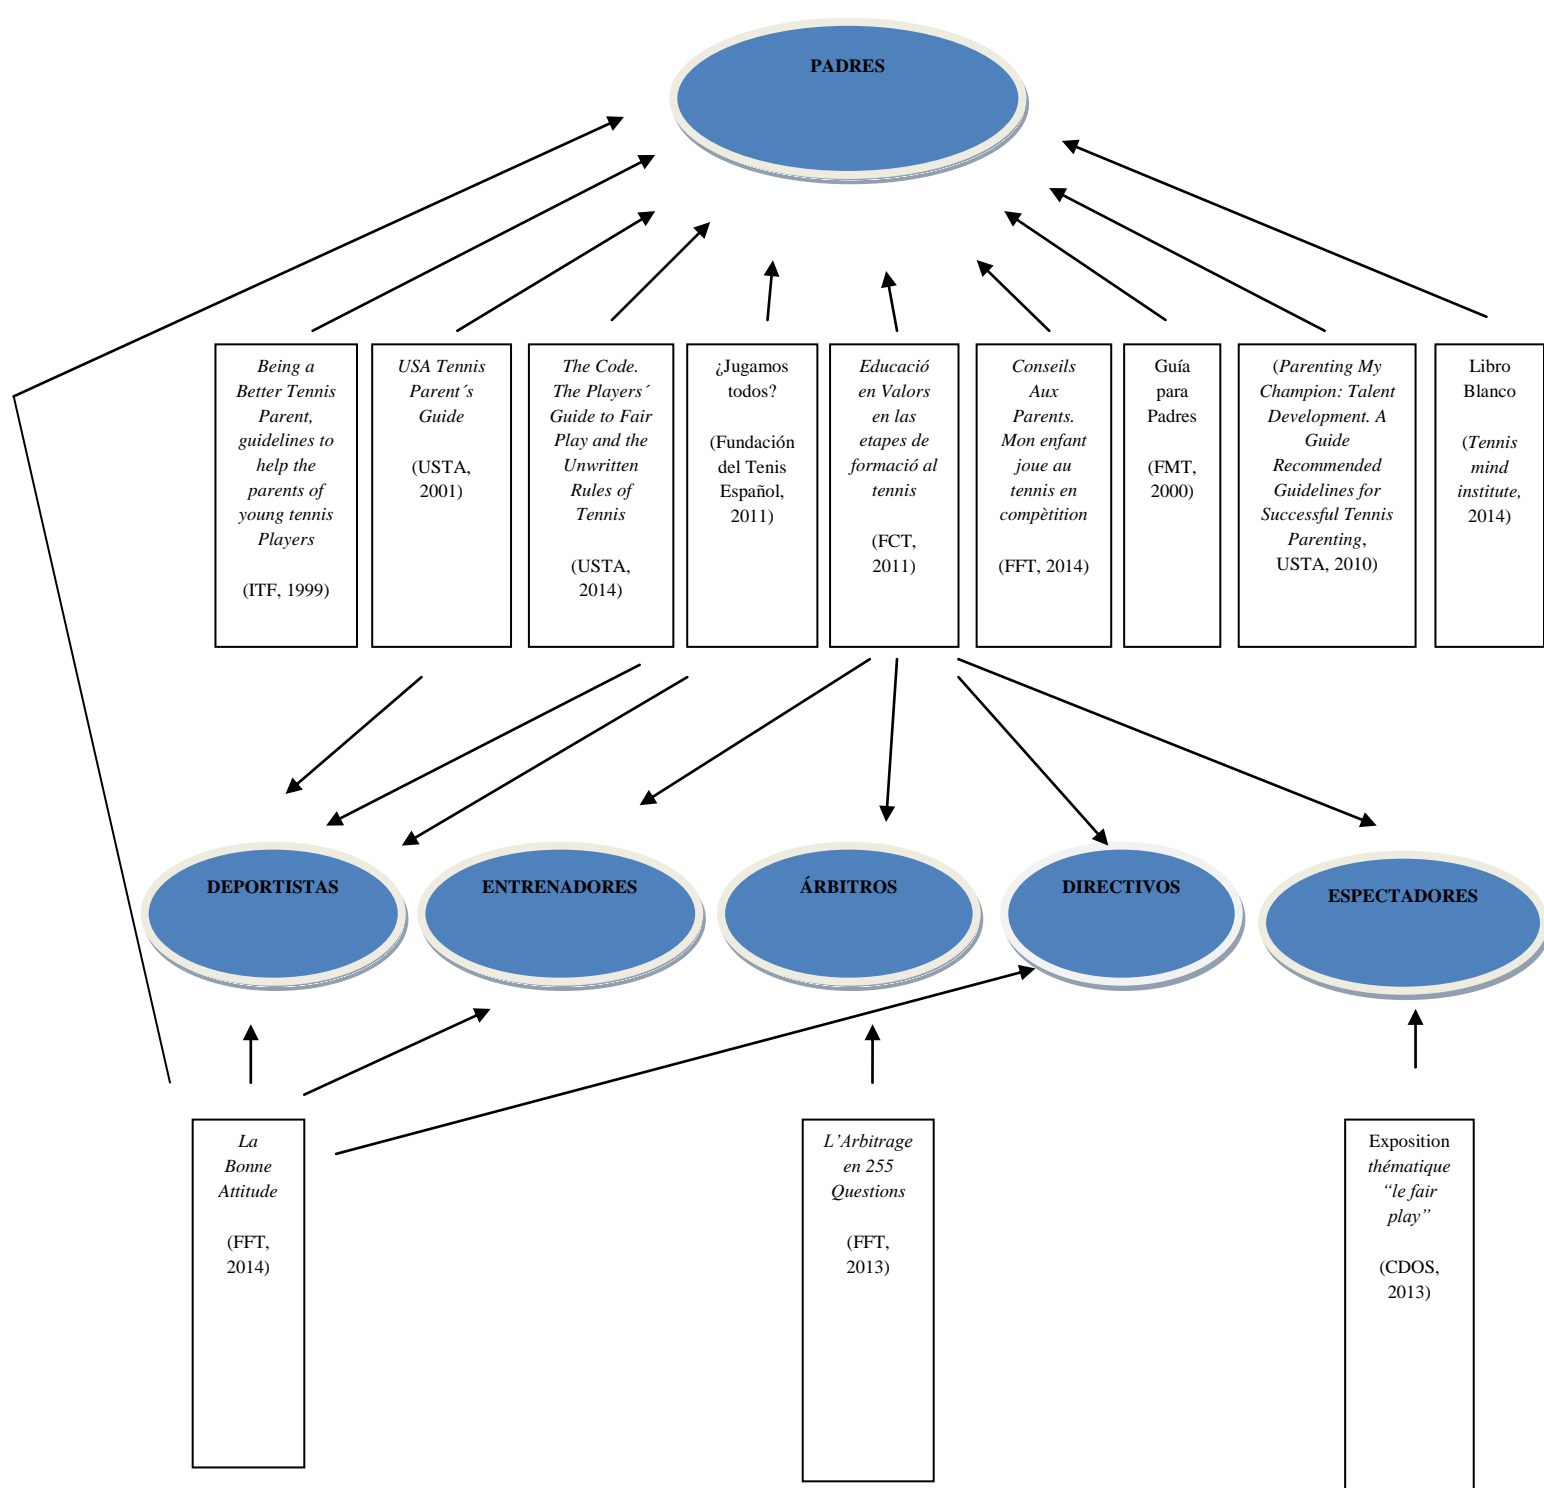 PADRES
Being a
Better Tennis
Parent,
guidelines to
help the
parents of
young tennis
Players
(ITF, 1999)
USA Tennis
Parent´s
Guide
(USTA,
2001)
The Code.
The Players´
Guide to Fair
Play and the
Unwritten
Rules of
Tennis
(USTA,
2014)
¿Jugamos
todos?
(Fundación
del Tenis
Español,
2011)
Educació
en Valors
en las
etapes de
formació al
tennis
(FCT,
2011)
Conseils
Aux
Parents.
Mon enfant
joue au
tennis en
compètition
(FFT, 2014)
Guía
para
Padres
(FMT,
2000)
(Parenting My
Champion: Talent
Development. A
Guide
Recommended
Guidelines for
Successful Tennis
Parenting,
USTA, 2010)
Libro
Blanco
(Tennis
mind
institute,
2014)
DEPORTISTAS
ENTRENADORES
ÁRBITROS
DIRECTIVOS
ESPECTADORES
La
Bonne
Attitude
(FFT,
2014)
L’Arbitrage
en 255
Questions
(FFT,
2013)
Exposition
thématique
“le fair
play”
(CDOS,
2013)